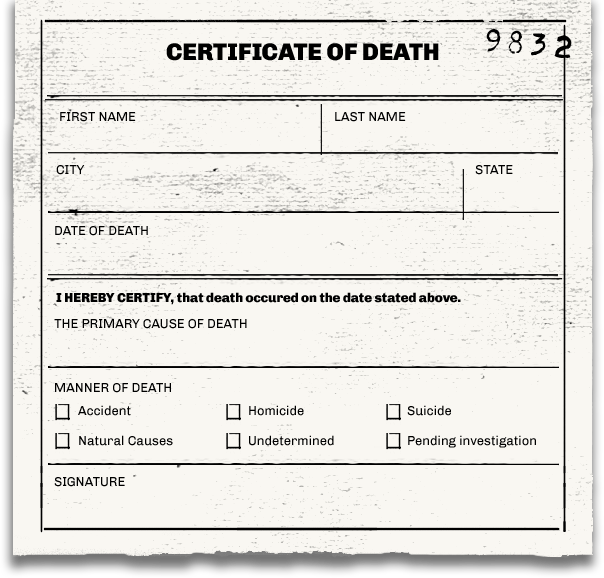 9832
CERTIFICATE OF DEATH
FIRST NAME LAST NAME
CITY STATE
DATE OF DEATH
I HEREBY CERTIFY, that death occured on the date stated above.
THE PRIMARY CAUSE OF DEATH
MANNER OF DEATH
Accident Homicide Suicide
Natural Causes Undetermined Pending investigation
SIGNATURE